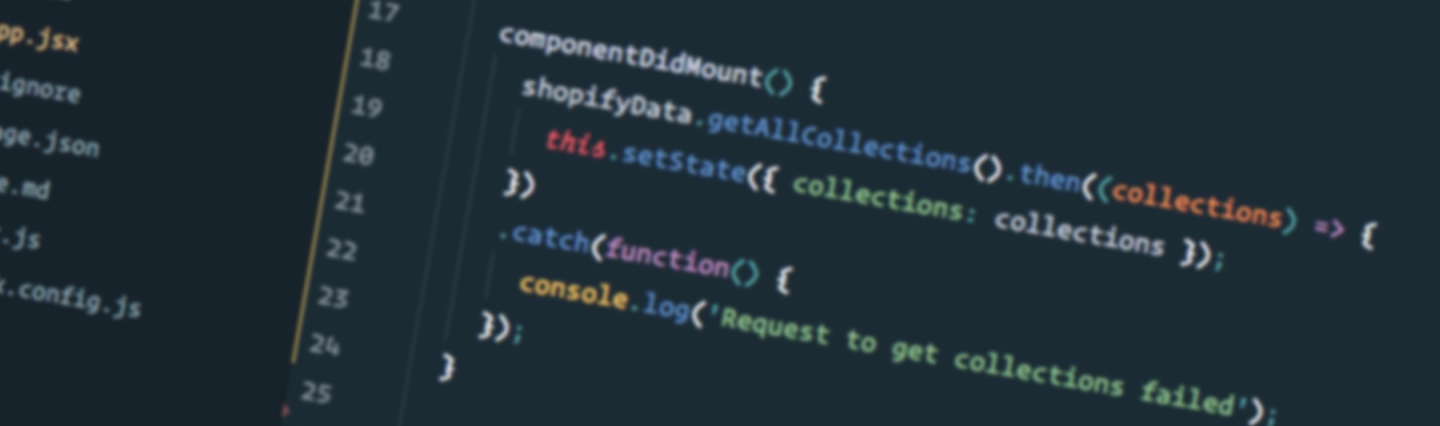 pp.jsx
ignore
age.json
e.md
.js
k.config.js
17
18 componentDidMount() {
19 shopifyData.getAllCollections().then((collections) => {
20 this.setState({ collections: collections });
21 })
22 .catch(function() {
23 console.log('Request to get collections failed');
24 });
25 }